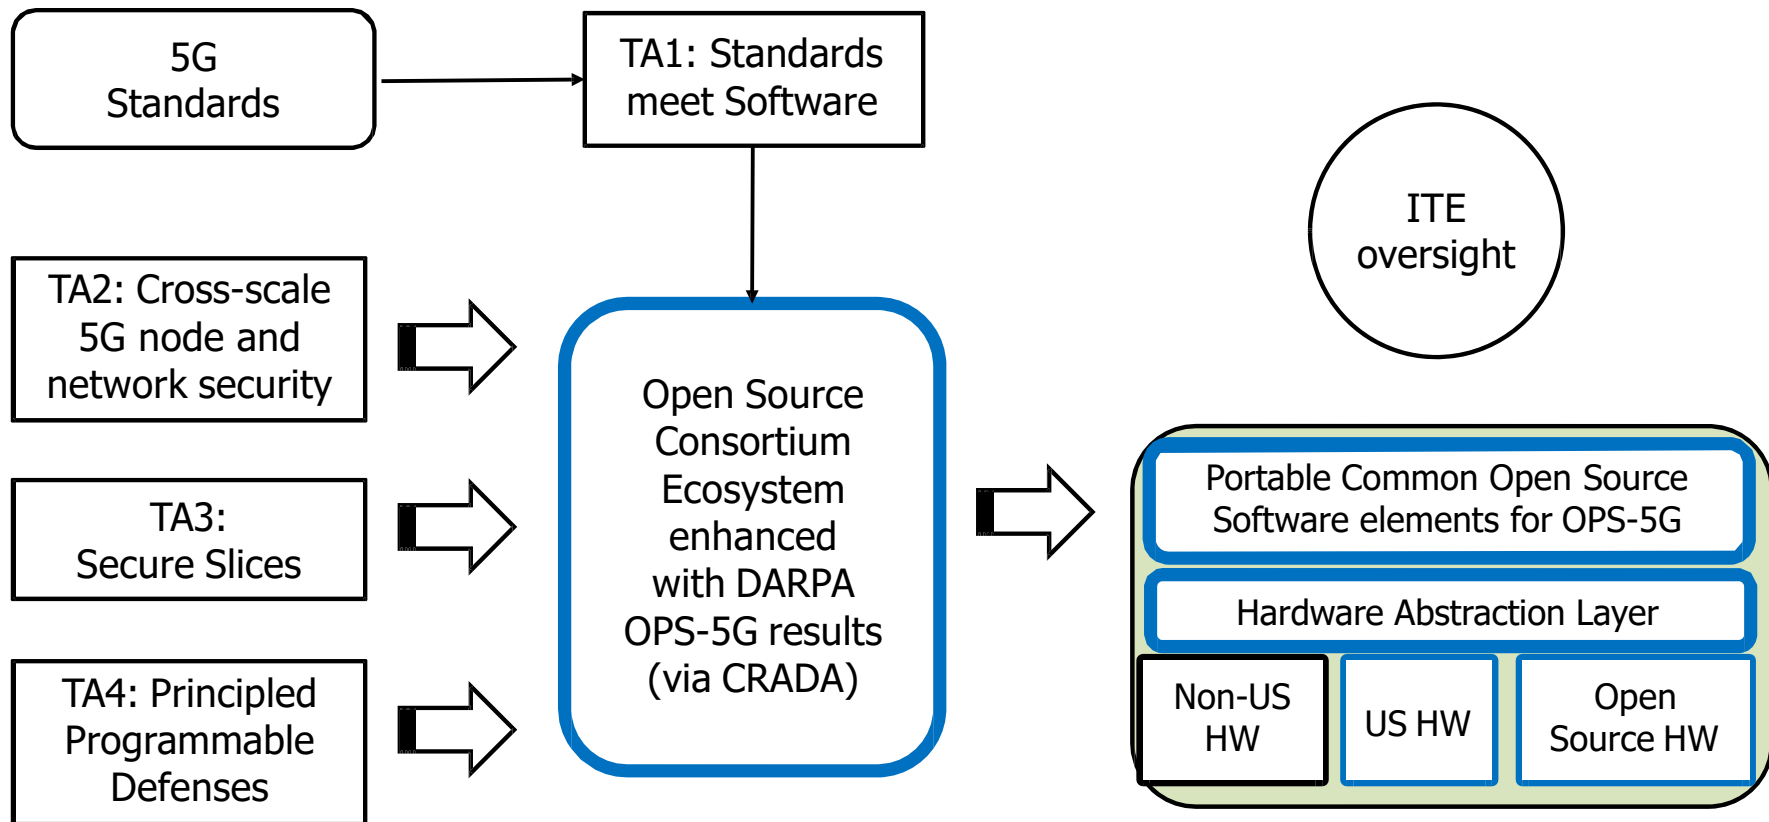 5G
Standards
TA1: Standards
meet Software
ITE
oversight
TA2: Cross-scale
5G node and
network security
TA3:
Secure Slices
TA4: Principled
Programmable
Defenses
Open Source
Consortium
Ecosystem
enhanced
with DARPA
OPS-5G results
(via CRADA)
Portable Common Open Source
Software elements for OPS-5G
Hardware Abstraction Layer
Non-US
HW
US HW
Open
Source HW